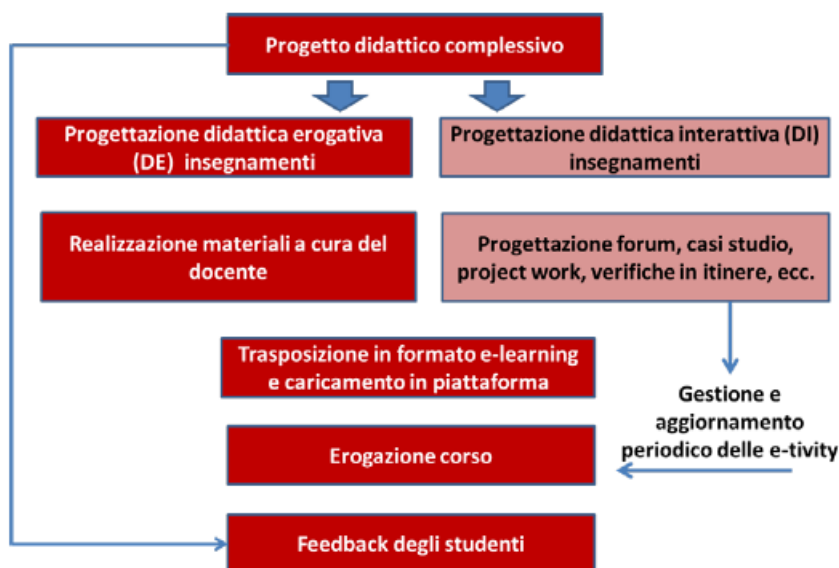 Progetto didattico complessivo
Progettazione didattica erogativa
(DE) insegnamenti
Progettazione didattica interattiva (DI)
insegnamenti
Realizzazione materiali a cura del
docente
Progettazione forum, casi studio,
project work, verifiche in itinere, ecc.
Trasposizione in formato e-learning
e caricamento in piattaforma
Gestione e
aggiornamento
periodico delle e-tivity
Erogazione corso
Feedback degli studenti